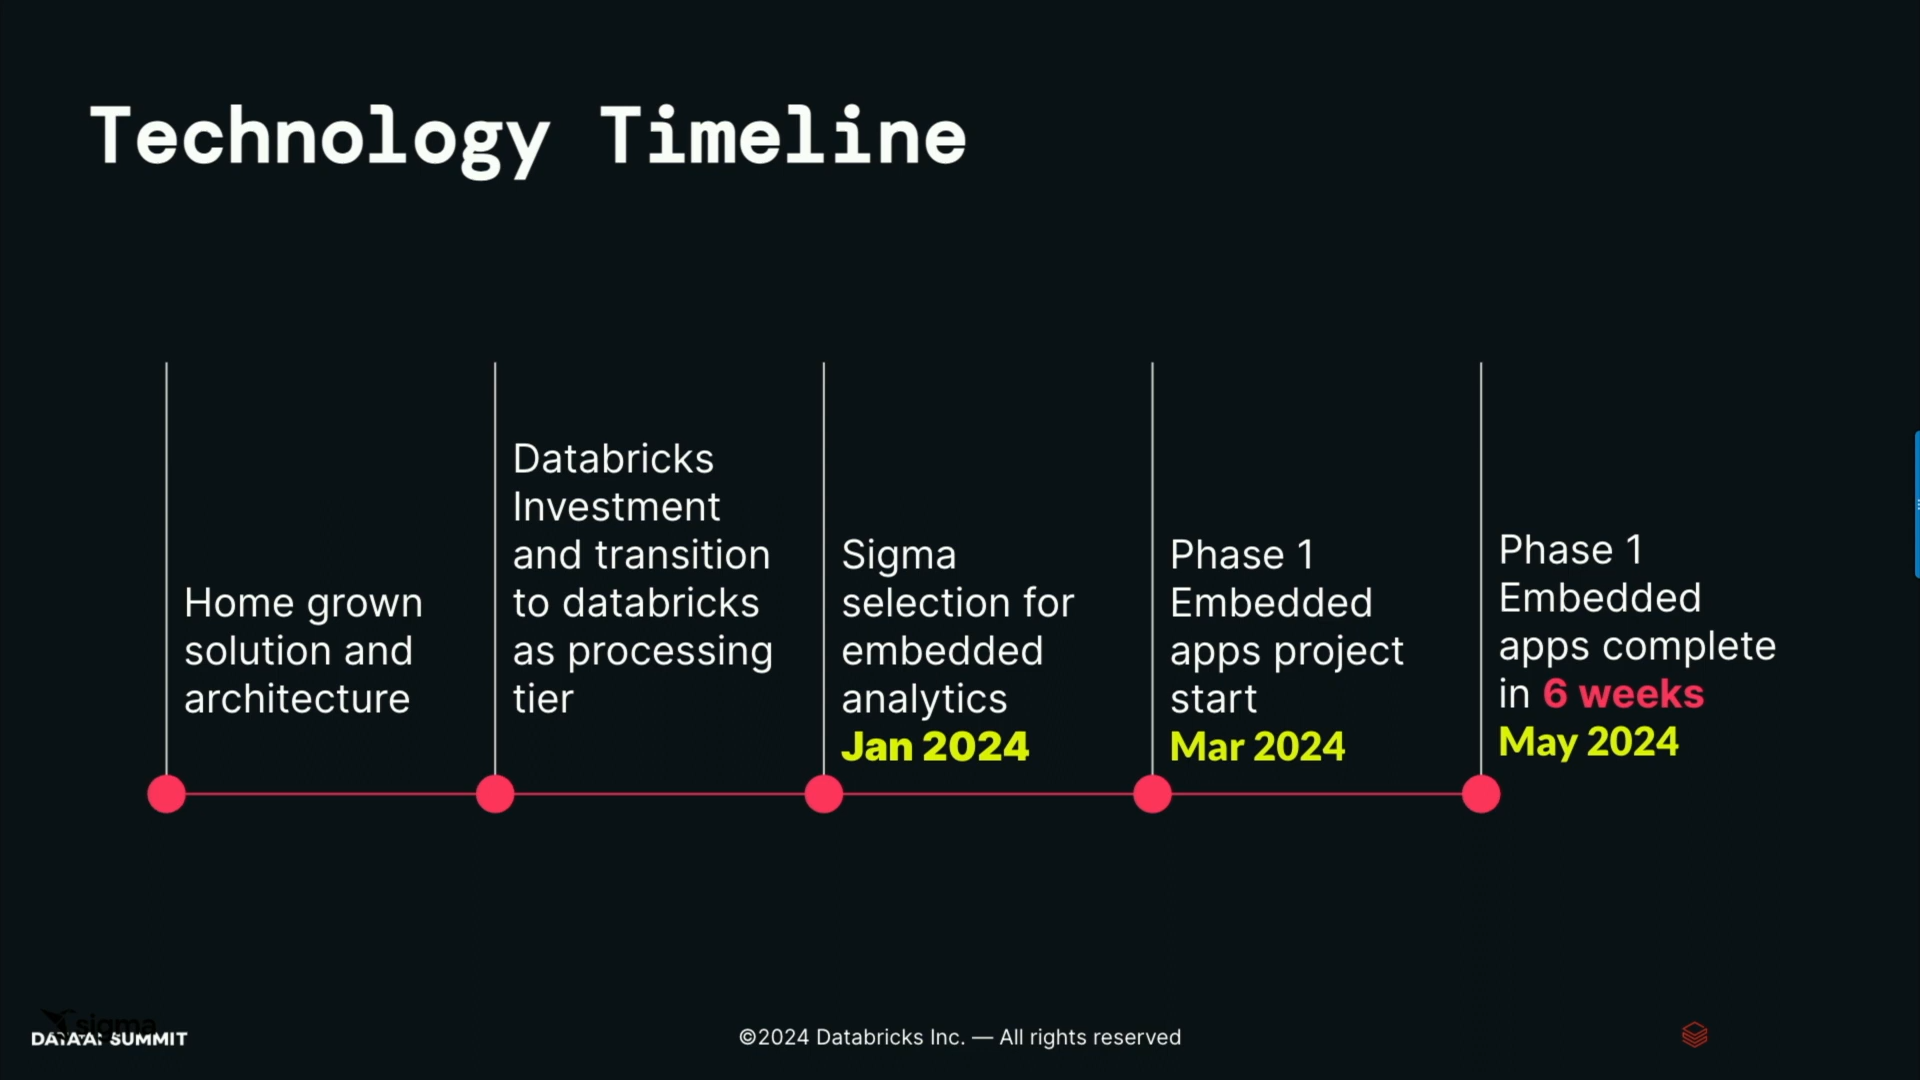 Technology Timeline
Home grown
solution and
architecture
Databricks
Investment
and transition
to databricks
as processing
tier
Sigma
selection for
embedded
analytics
Jan 2024
Phase 1
Embedded
apps project
start
Mar 2024
Phase 1
Embedded
apps complete
in 6 weeks
May 2024
sigma
SUMMIT
©2024 Databricks Inc. — All rights reserved